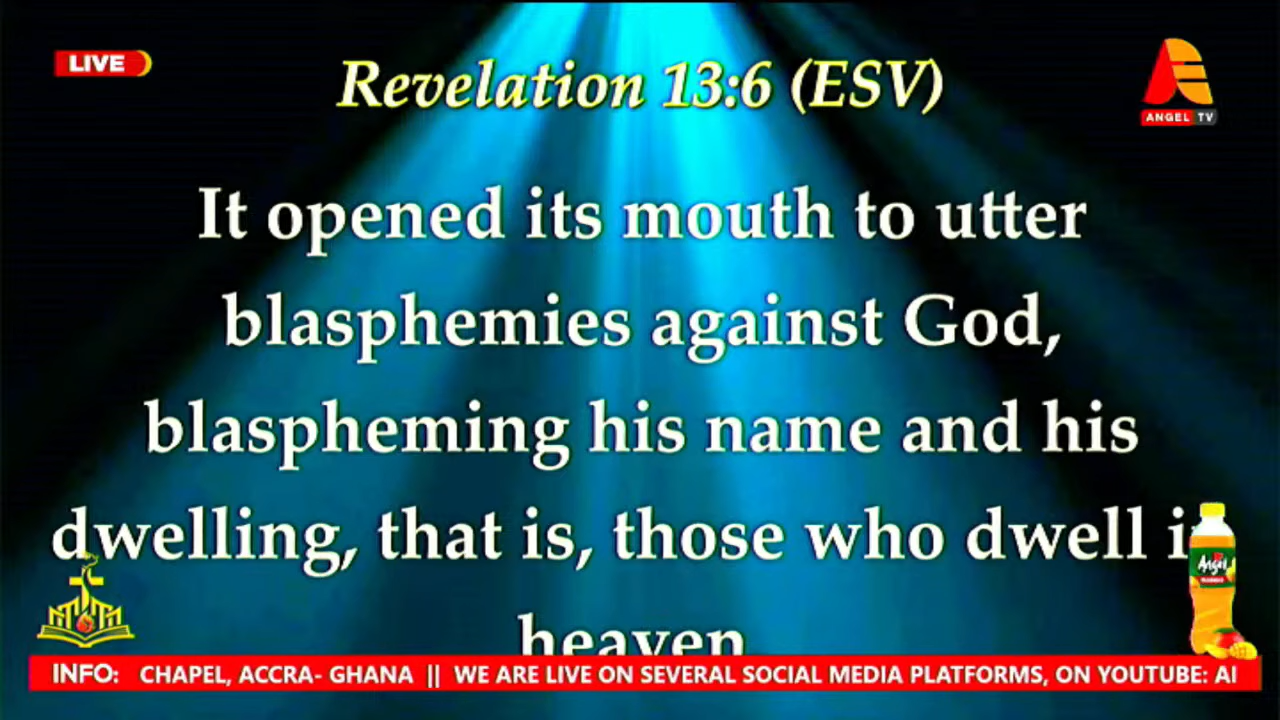 LIVE
Revelation 13:6 (ESV)
ANGEL TV
It opened its mouth to utter
blasphemies against God,
blaspheming his name and his
dwelling, that is, those who dwell i
heaven
Angel
INFO: CHAPEL, ACCRA- GHANA || WE ARE LIVE ON SEVERAL SOCIAL MEDIA PLATFORMS, ON YOUTUBE: AI